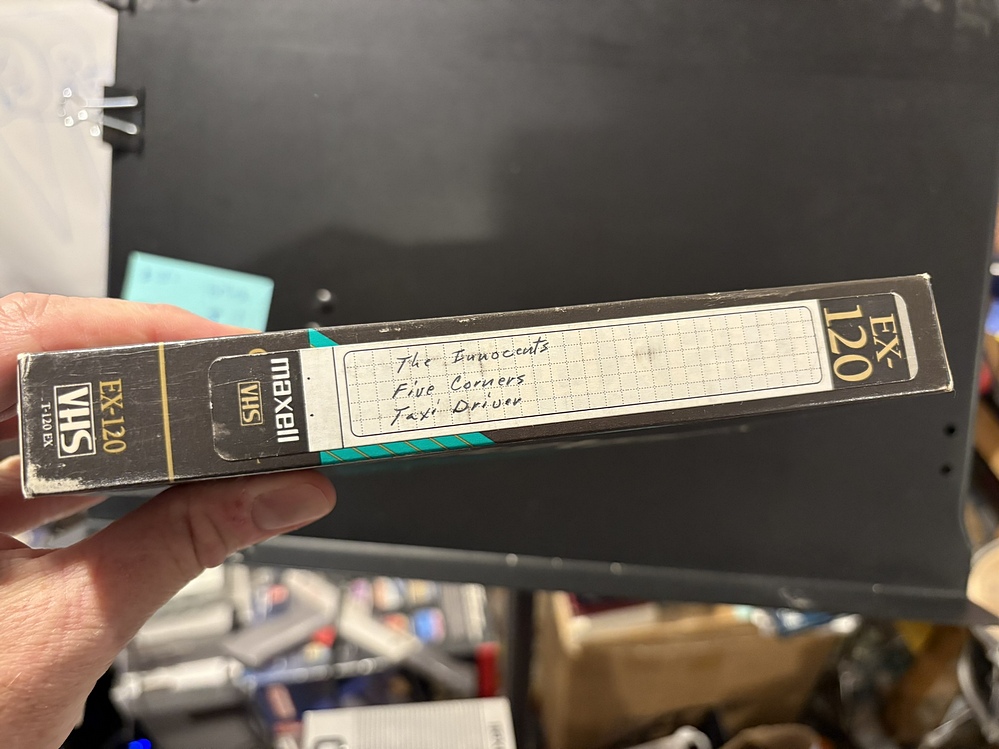 The Innocents
Five Corners
Taxi Driver
maxell
VHS
EX-120
VHS
T-120 EX
EX-
120